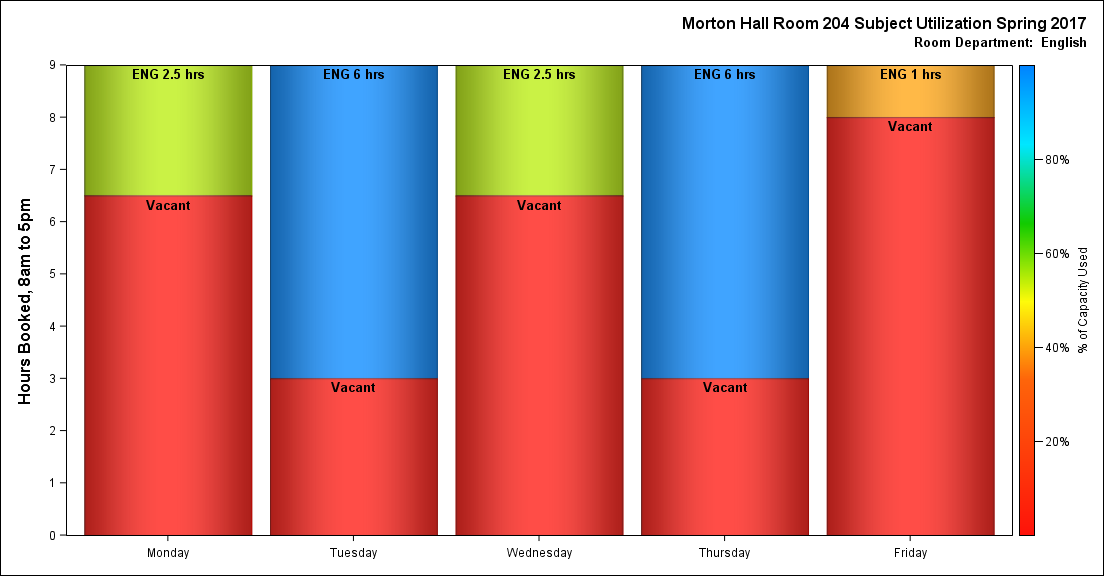 Morton Hall Room 204 Subject Utilization Spring 2017
Room Department: English
Hours Booked, 8am to 5pm
9
8
7
6
5
4
3
2
1
0
ENG 2.5 hrs
Vacant
ENG 6 hrs
Vacant
ENG 2.5 hrs
Vacant
ENG 6 hrs
Vacant
ENG 1 hrs
Vacant
Monday
Tuesday
Wednesday
Thursday
Friday
80%
60%
40%
20%
% of Capacity Used